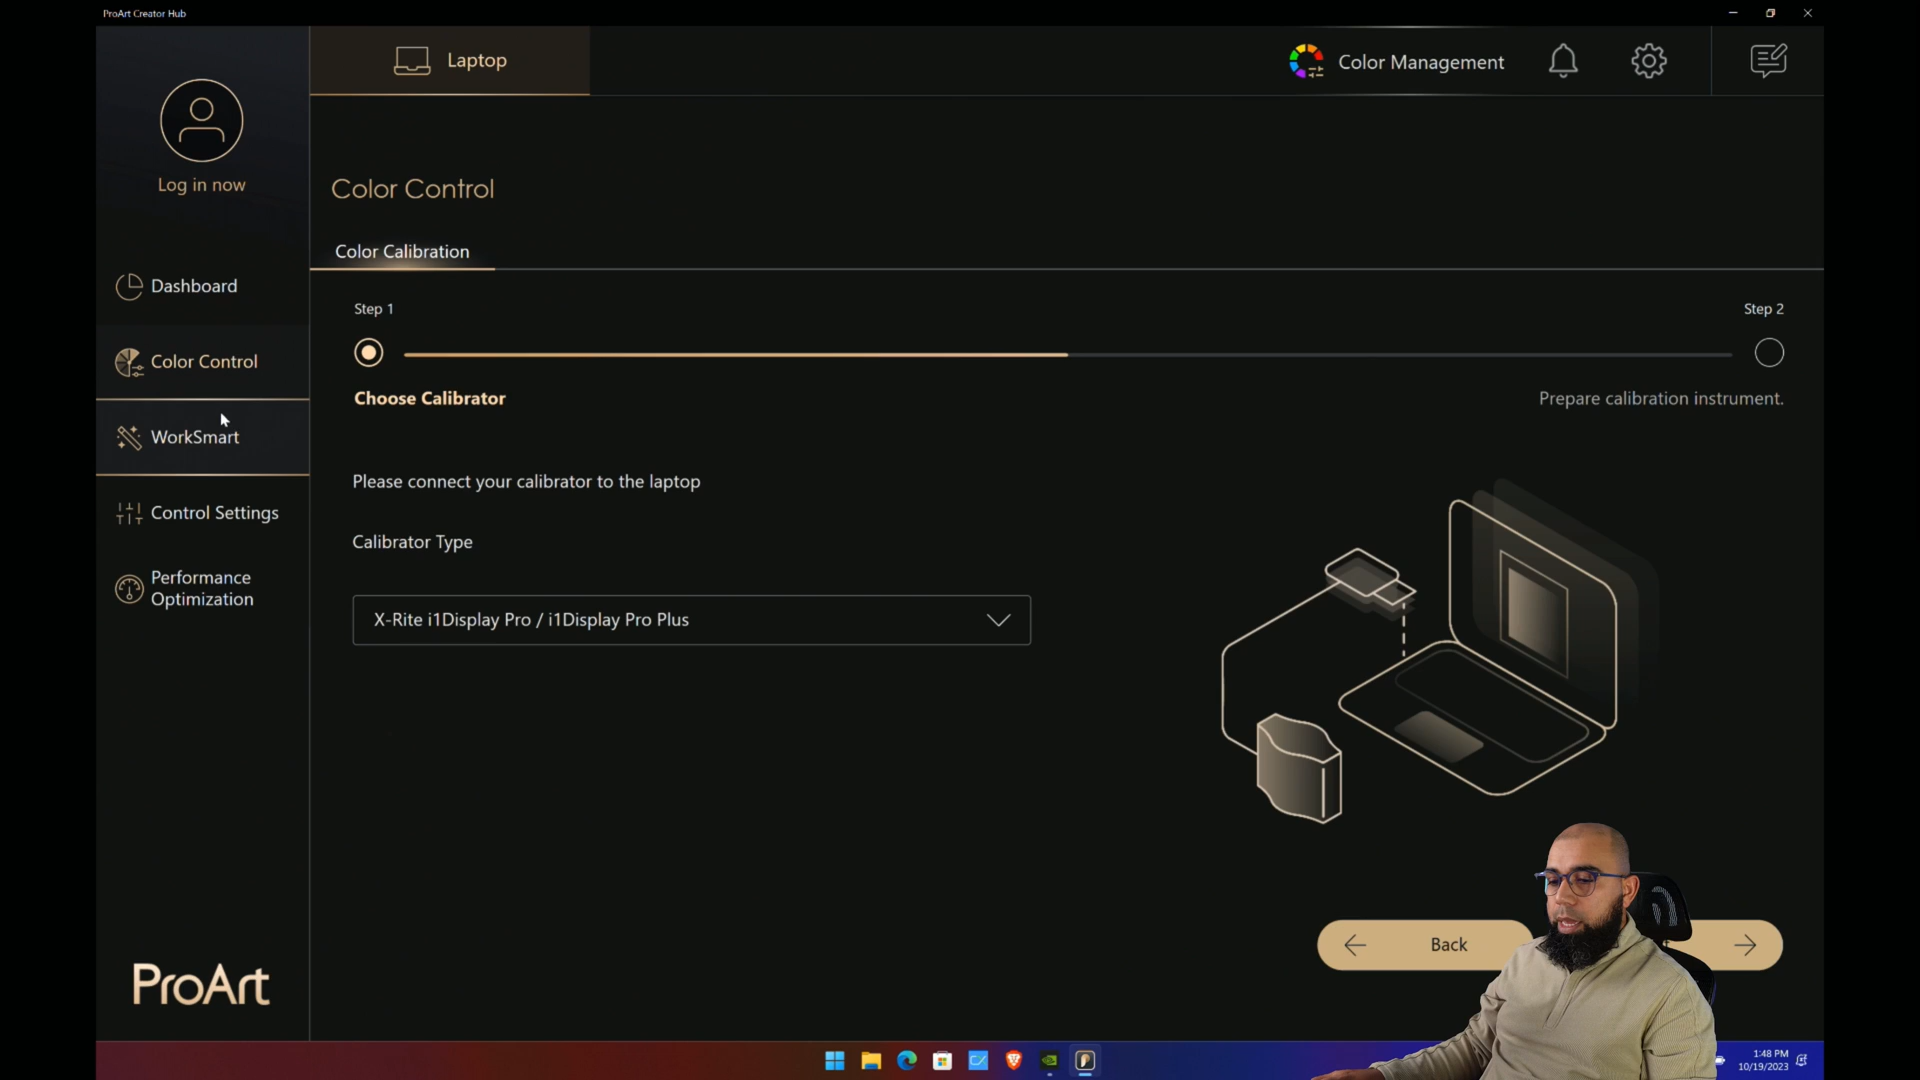 ProArt Creator Hub
Laptop
Color Management
Log in now
Color Control
Color Calibration
Dashboard
Color Control
WorkSmart
Control Settings
Performance
Optimization
Step 1
Step 2
Choose Calibrator
Prepare calibration instrument.
Please connect your calibrator to the laptop
Calibrator Type
X-Rite i1Display Pro / i1Display Pro Plus
Back
ProArt
1:48 PM
10/19/2023